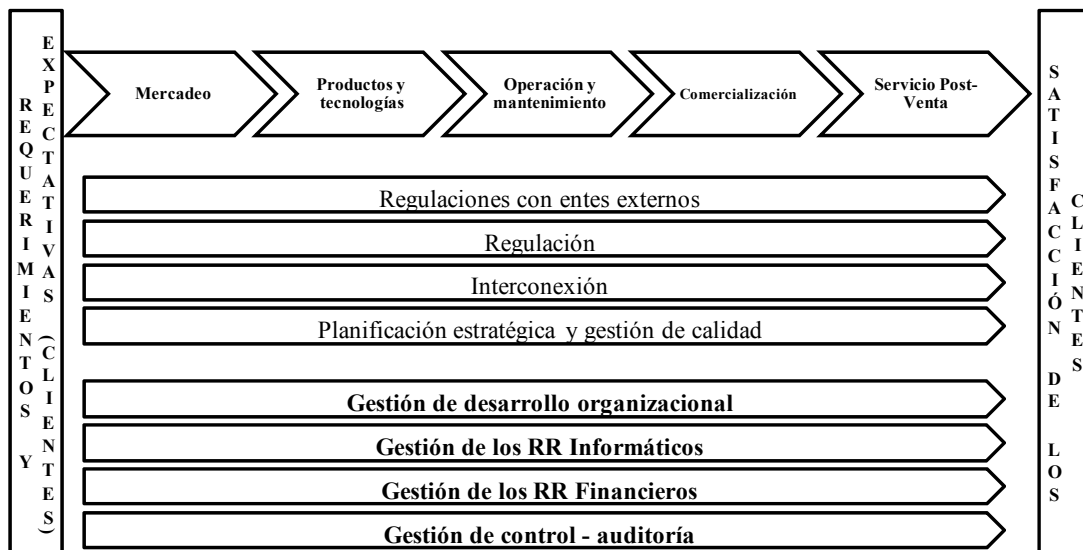 REQUERIMIENTOS Y
EXPECTATIVAS (CLIENTES)
Mercadeo
Productos y
tecnologías
Operación y
mantenimiento
Comercialización
Servicio Post-
Venta
Regulaciones con entes externos
Regulación
Interconexión
Planificación estratégica y gestión de calidad
Gestión de desarrollo organizacional
Gestión de los RR Informáticos
Gestión de los RR Financieros
Gestión de control - auditoría
SATISFACCIÓN DE LOS
CLIENTES